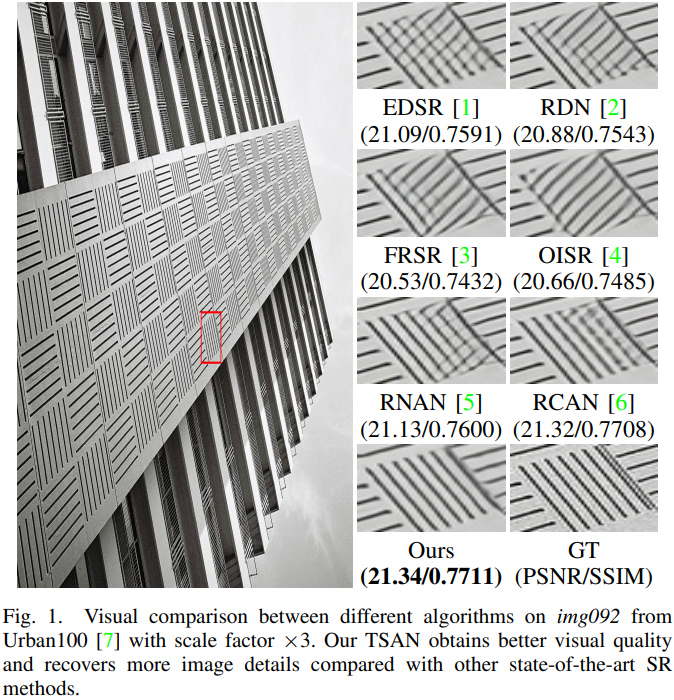 EDSR [1]
(21.09/0.7591)
RDN [2]
(20.88/0.7543)
FRSR [3]
(20.53/0.7432)
OISR [4]
(20.66/0.7485)
RNAN [5]
(21.13/0.7600)
RCAN [6]
(21.32/0.7708)
Ours
(21.34/0.7711)
GT
(PSNR/SSIM)
Fig. 1. Visual comparison between different algorithms on img092 from
Urban100 [7] with scale factor ×3. Our TSAN obtains better visual quality
and recovers more image details compared with other state-of-the-art SR
methods.